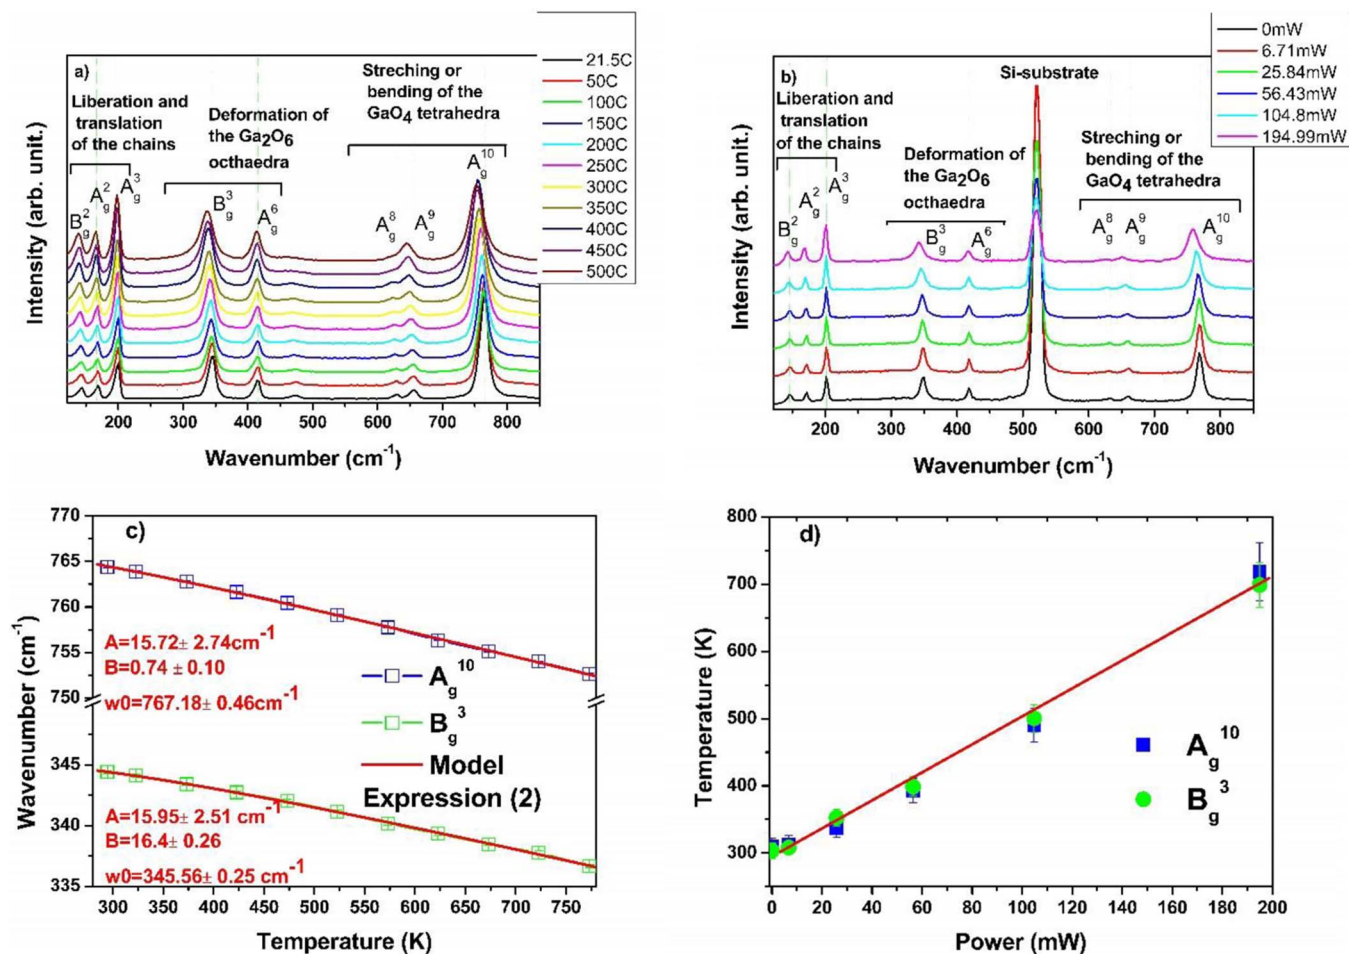 a)
Liberation and
translation
of the chains
Deformation of
the Ga2O6
octhaedra
Streching or
bending of the
GaO4 tetrahedra
B2g
A2g
A3g
B3g
A6g
A8g
A9g
A10g
21.5C
50C
100C
150C
200C
250C
300C
350C
400C
450C
500C
Intensity (arb. unit.)
200 300 400 500 600 700 800
Wavenumber (cm-1)
b)
Liberation and
translation
of the chains
Deformation of
the Ga2O6
octhaedra
Si-substrate
Streching or
bending of the
GaO4 tetrahedra
B2g
A2g
A3g
B3g
A6g
A8g
A9g
A10g
0mW
6.71mW
25.84mW
56.43mW
104.8mW
194.99mW
Intensity (arb. unit.)
200 300 400 500 600 700 800
Wavenumber (cm-1)
c)
770
765
760
755
750
345
340
335
Wavenumber (cm-1)
A=15.72± 2.74cm-1
B=0.74 ± 0.10
w0=767.18± 0.46cm-1
Ag10
Bg3
Model
Expression (2)
A=15.95± 2.51 cm-1
B=16.4± 0.26
w0=345.56± 0.25 cm-1
300 350 400 450 500 550 600 650 700 750
Temperature (K)
d)
800
700
600
500
400
300
Temperature (K)
Ag10
Bg3
0 20 40 60 80 100 120 140 160 180 200
Power (mW)